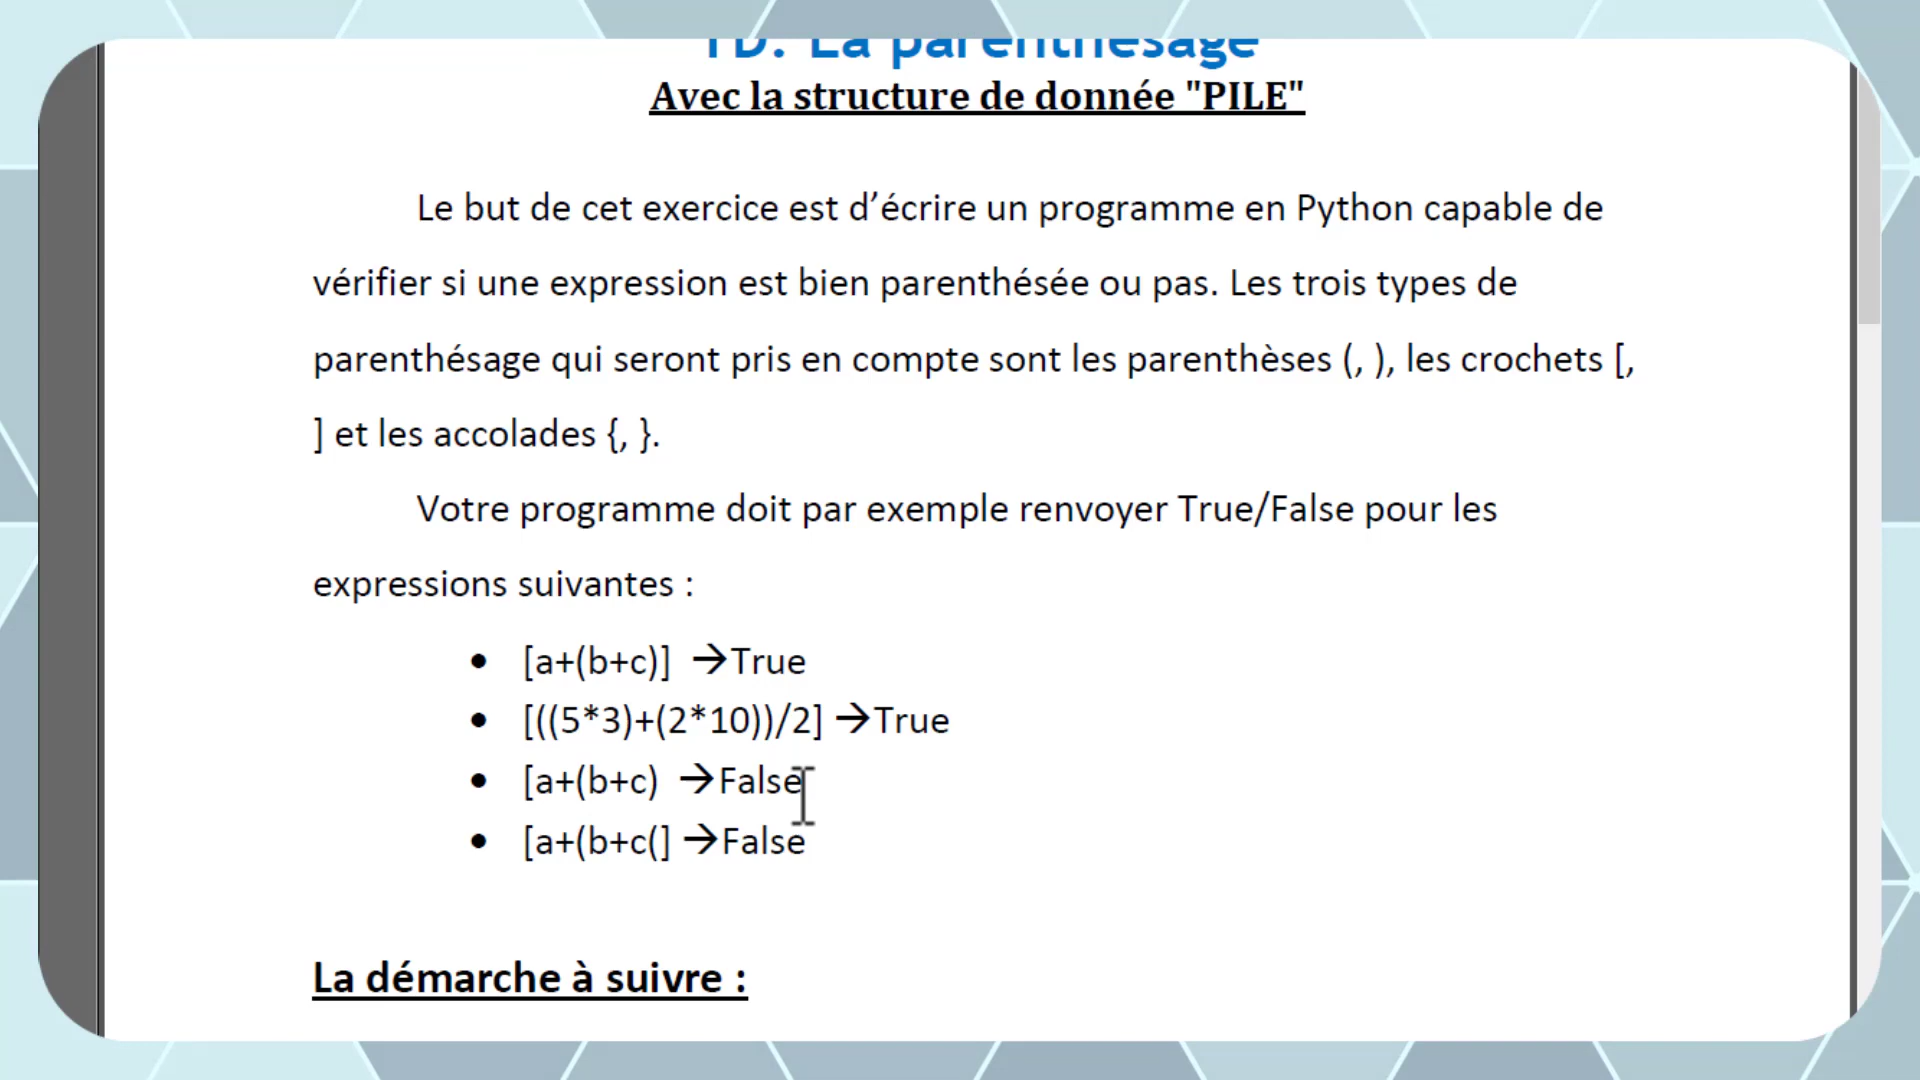 TD: La parenthésage
Avec la structure de donnée "PILE"
Le but de cet exercice est d’écrire un programme en Python capable de
vérifier si une expression est bien parenthésée ou pas. Les trois types de
parenthésage qui seront pris en compte sont les parenthèses (, ), les crochets [,
] et les accolades {, }.
Votre programme doit par exemple renvoyer True/False pour les
expressions suivantes :
• [a+(b+c)] →True
• [((5*3)+(2*10))/2] →True
• [a+(b+c) →False
• [a+(b+c(] →False
La démarche à suivre :